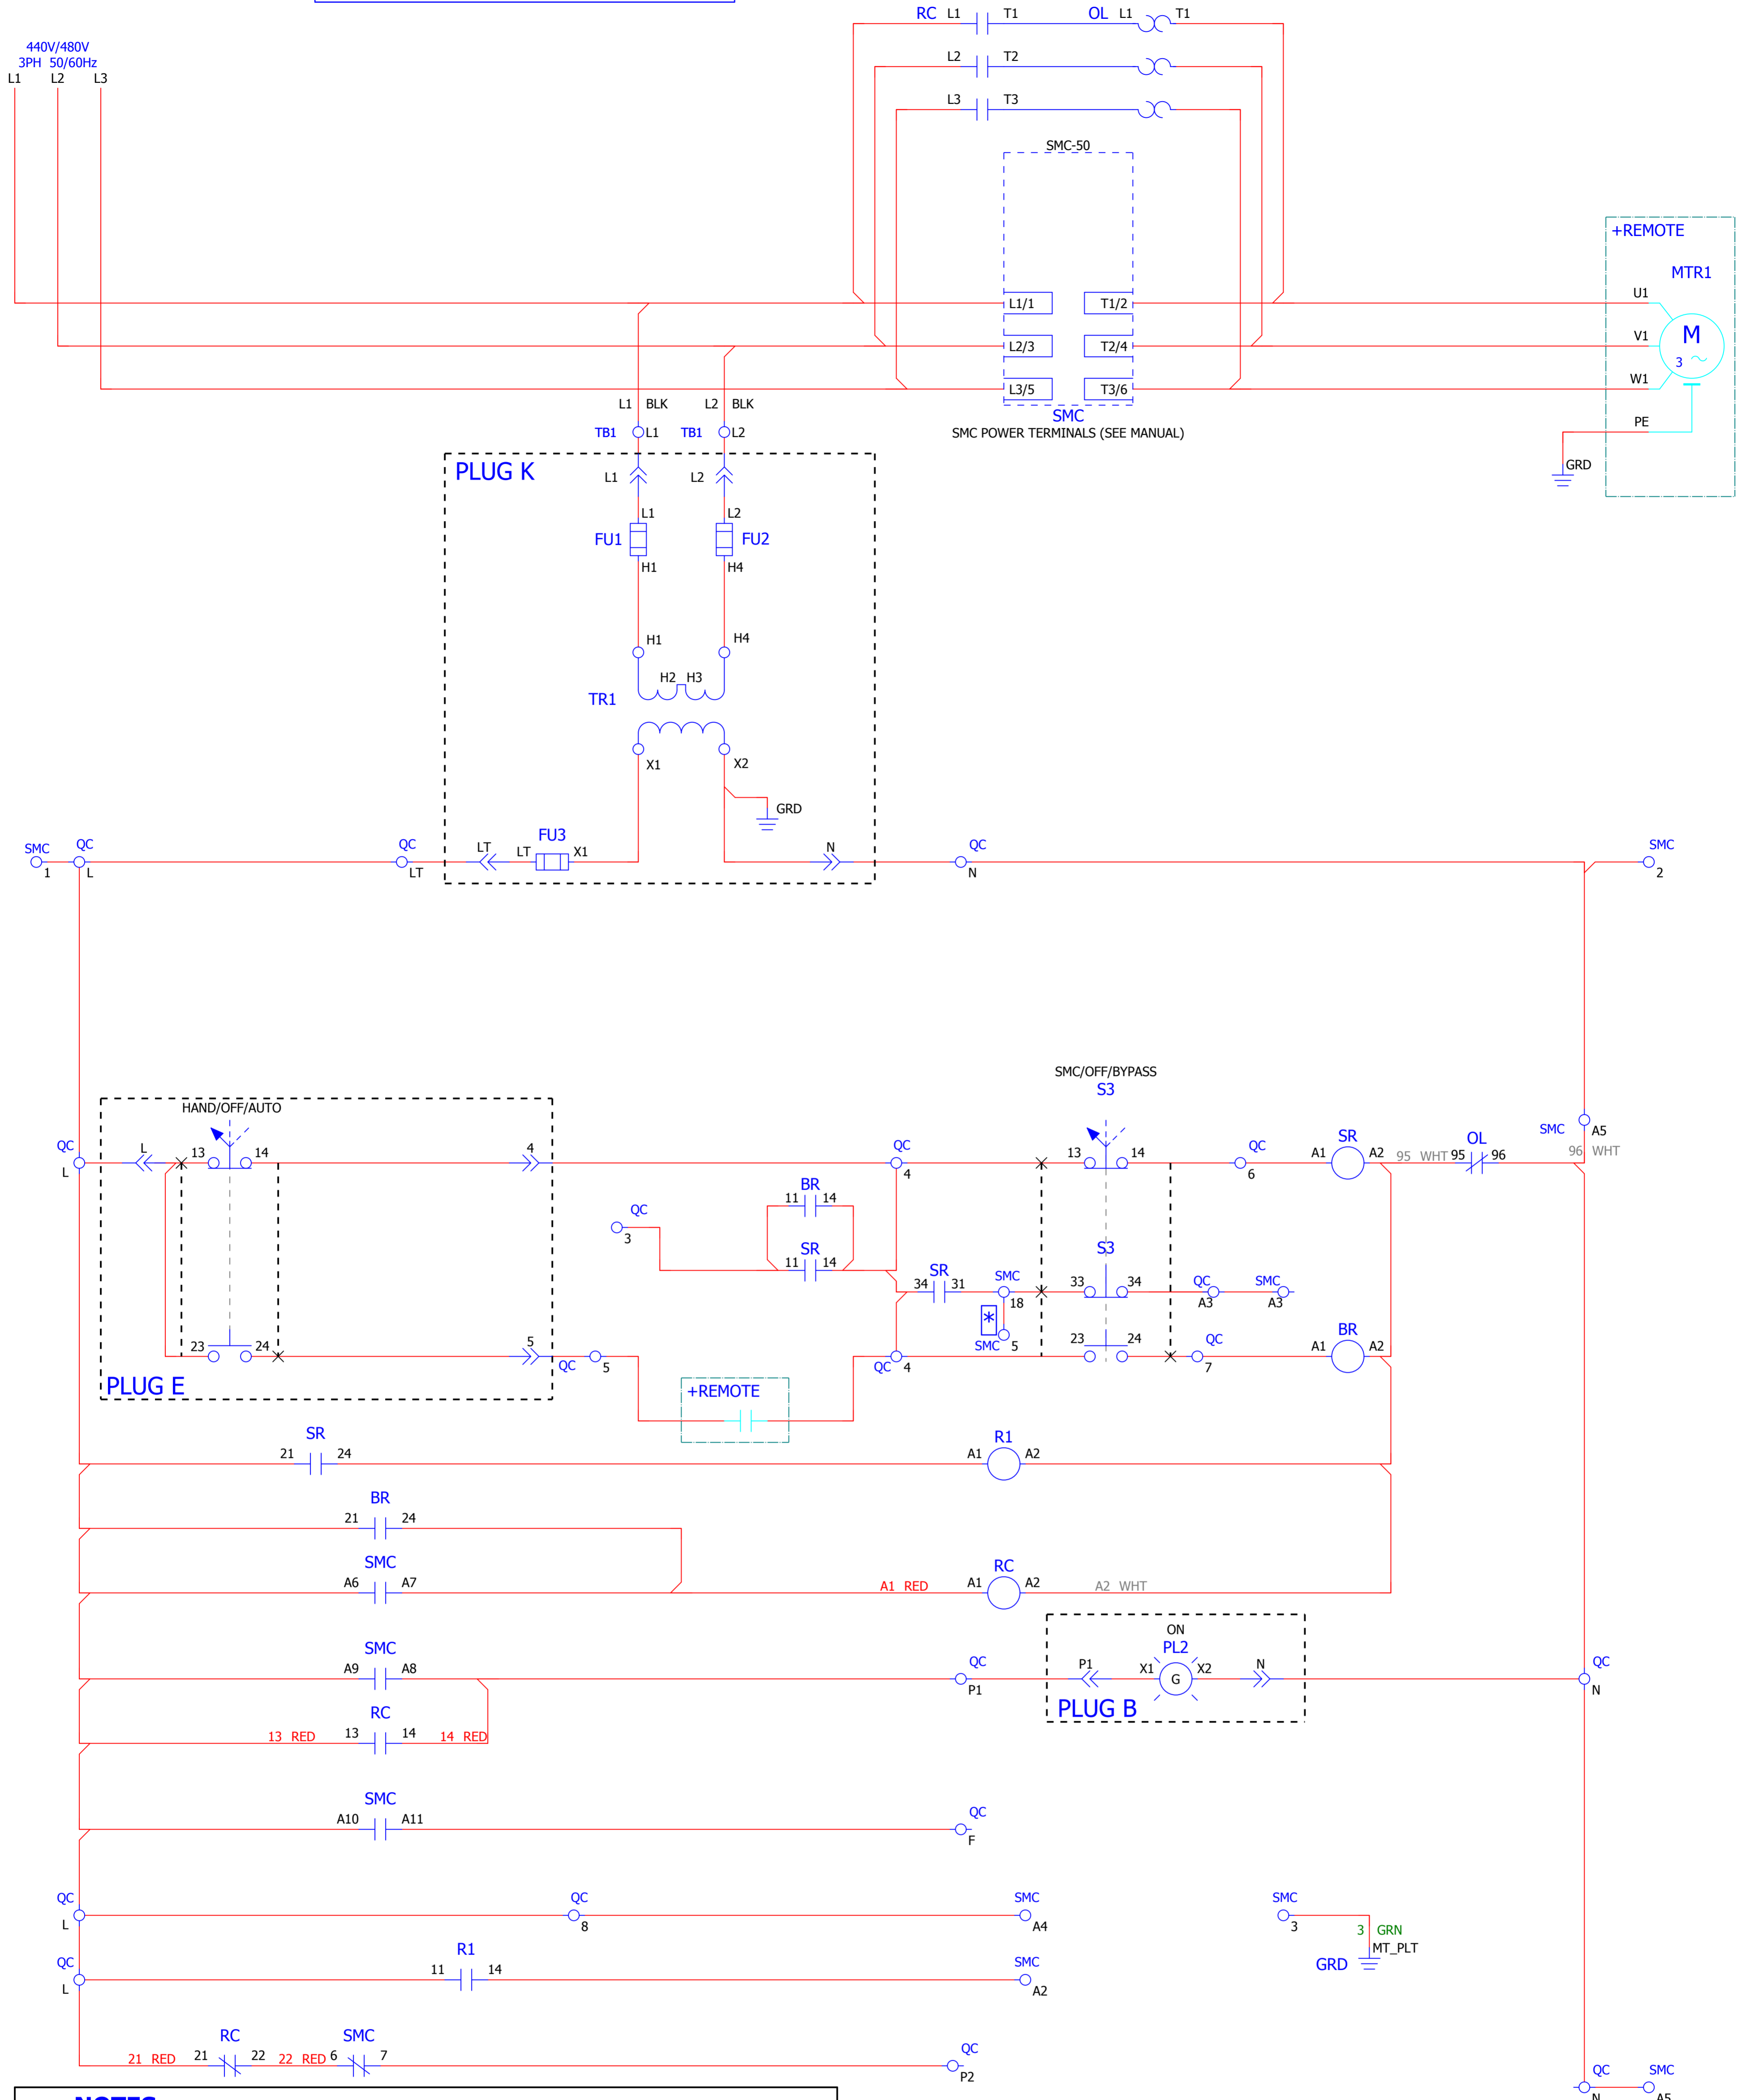 RC L1 T1 OL L1 T1
440V/480V
3PH 50/60Hz
L1 L2 L3
L2 T2
L3 T3
SMC-50
+REMOTE
MTR1
L1/1 T1/2 U1
L2/3 T2/4 V1
M
3
L3/5 T3/6 W1
L1 BLK L2 BLK
SMC
PE
TB1 L1 TB1 L2
SMC POWER TERMINALS (SEE MANUAL)
GRD
PLUG K
L1 L2
L1 L2
FU1 FU2
H1 H4
H1 H4
H2 H3
TR1
X1 X2
GRD
SMC QC QC FU3 QC SMC
LT LT X1 N
1 L LT N 2
SMC/OFF/BYPASS
S3
HAND/OFF/AUTO
QC L 13 14 4 QC 13 14 QC SR OL SMC A5
A1 A2 95 WHT 95 96 96 WHT
L 4 6
BR
11 14
QC
3
SR
11 14
S3
SR
34 31 SMC 33 34 QC SMC
18 A3 A3
*
23 24 5 SMC 5 23 24 QC BR
A1 A2
QC 5 QC 4 7
PLUG E
+REMOTE
SR R1
21 24 A1 A2
BR
21 24
SMC RC
A6 A7 A1 RED A1 A2 A2 WHT
ON
SMC PL2
A9 A8 QC P1 X1 G X2 N QC
P1 N
PLUG B
RC
13 RED 13 14 14 RED
SMC
A10 A11 QC
F
QC QC SMC SMC
L 8 A4 3
3 GRN
MT_PLT
GRD
QC R1 SMC
11 14
L A2
RC SMC
21 RED 21 22 22 RED 6 7 QC
P2
QC SMC
N A5
NOTES